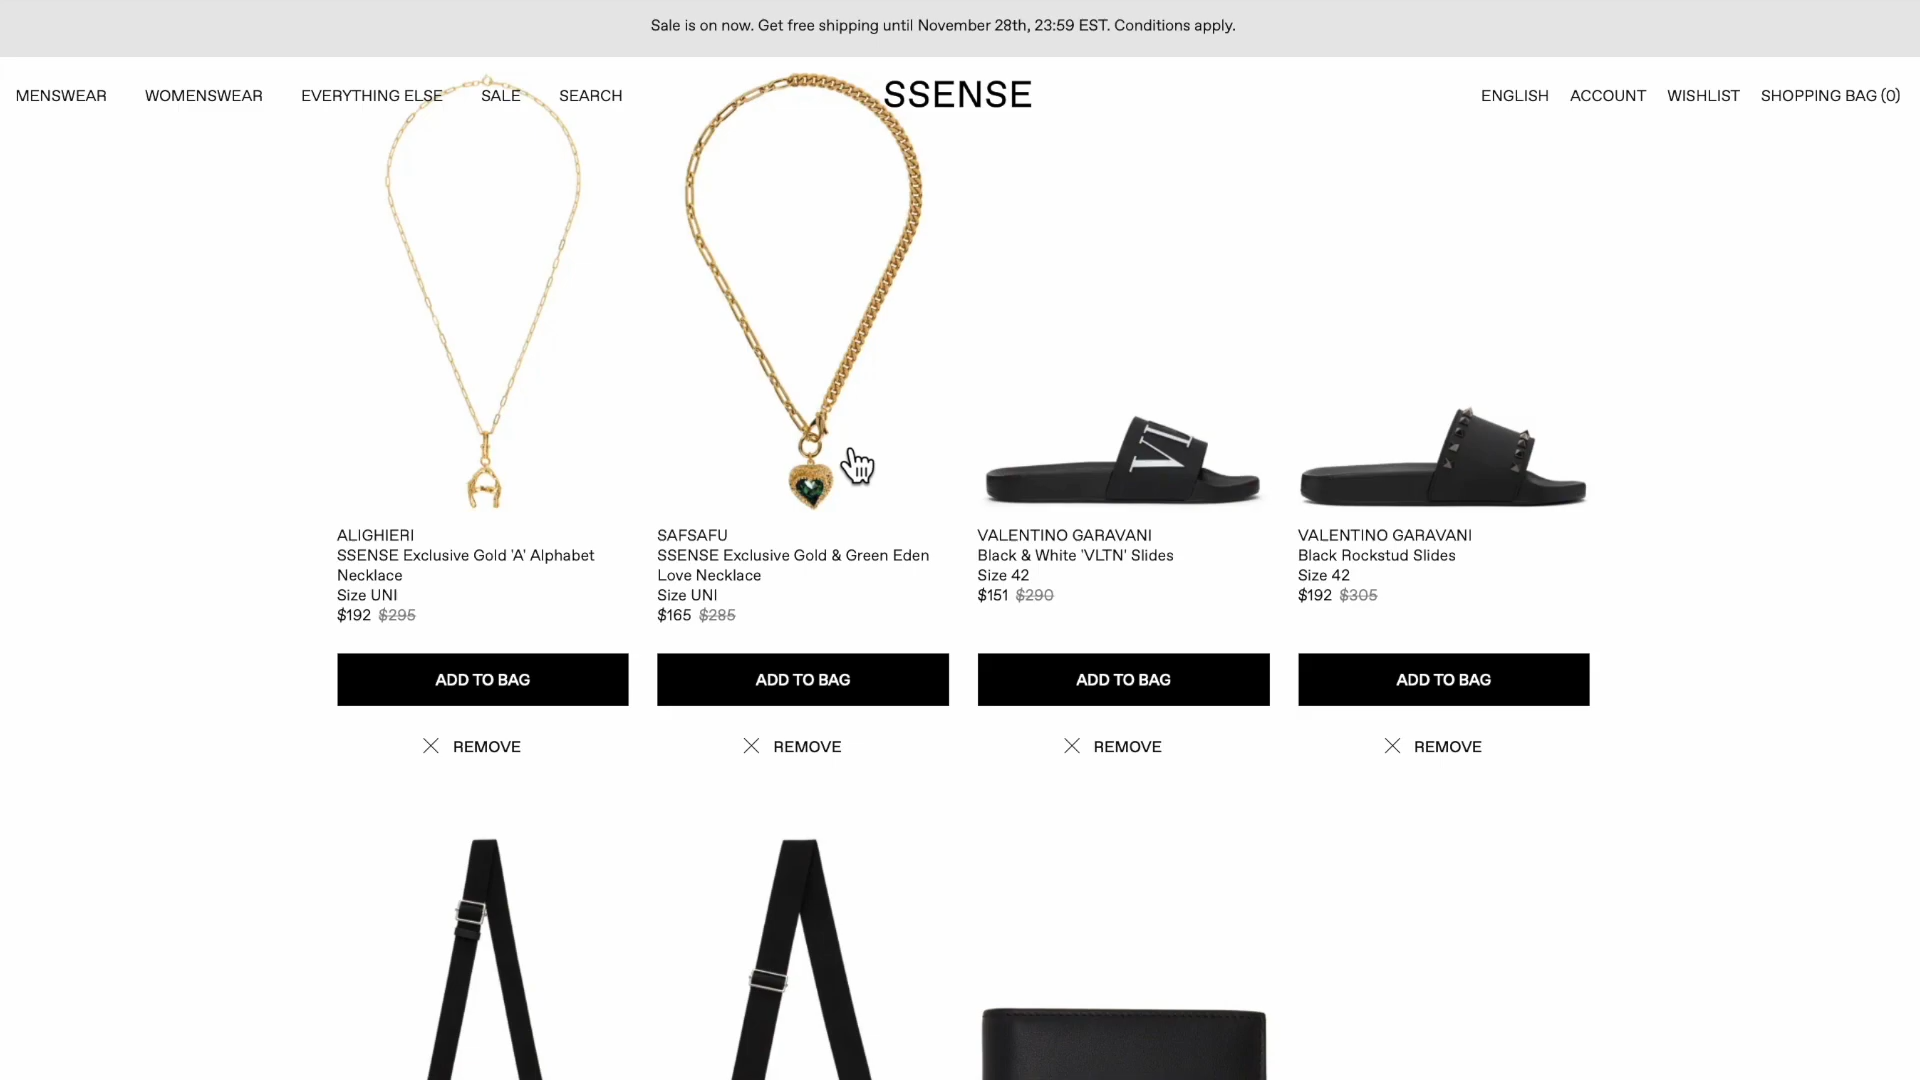 Sale is on now. Get free shipping until November 28th, 23:59 EST. Conditions apply.
MENSWEAR WOMENSWEAR EVERYTHING ELSE SALE SEARCH SSENSE ENGLISH ACCOUNT WISHLIST SHOPPING BAG (0)
VL
ALIGHIERI
SSENSE Exclusive Gold 'A' Alphabet
Necklace
Size UNI
$192 $295
SAFSAFU
SSENSE Exclusive Gold & Green Eden
Love Necklace
Size UNI
$165 $285
VALENTINO GARAVANI
Black & White 'VLTN' Slides
Size 42
$151 $290
VALENTINO GARAVANI
Black Rockstud Slides
Size 42
$192 $305
ADD TO BAG ADD TO BAG ADD TO BAG ADD TO BAG
REMOVE REMOVE REMOVE REMOVE